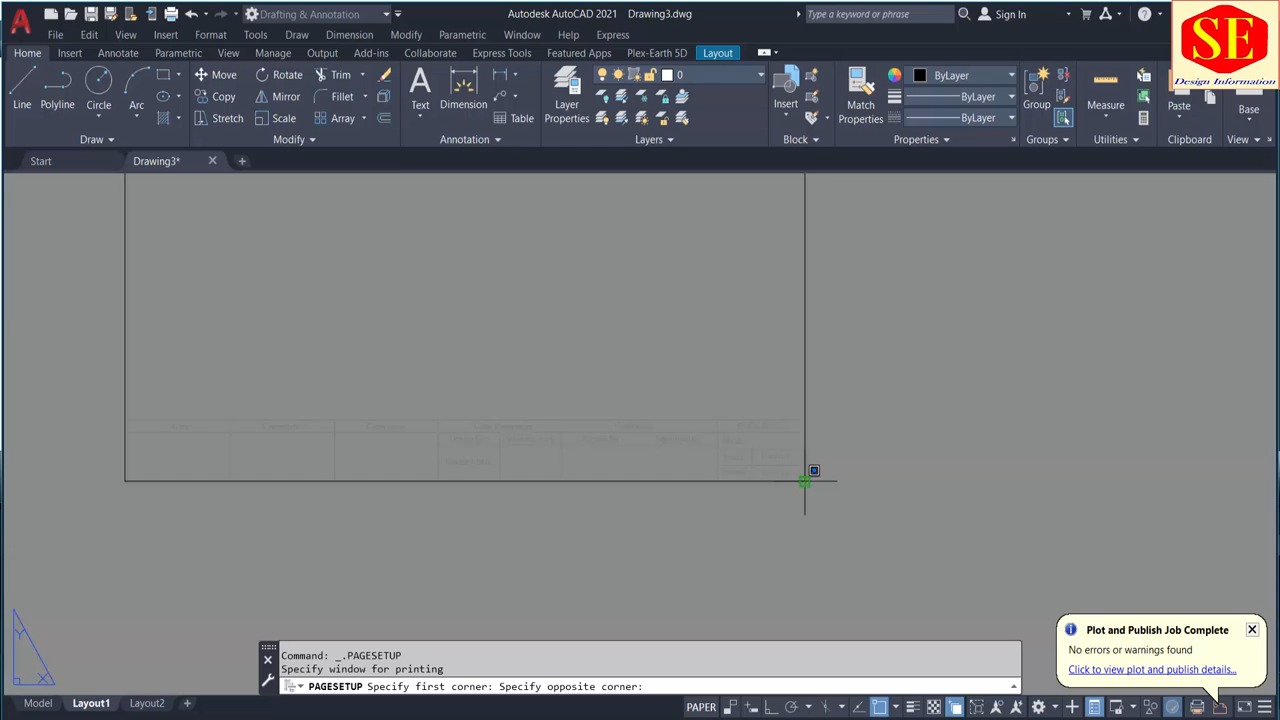 Drafting & Annotation
Autodesk AutoCAD 2021 Drawing3.dwg
Type a keyword or phrase
Sign In
SE
Design Information
File Edit View Insert Format Tools Draw Dimension Modify Parametric Window Help Express
Home Insert Annotate Parametric View Manage Output Add-ins Collaborate Express Tools Featured Apps Plex-Earth 5D Layout
Line Polyline Circle Arc
Move Rotate Trim
Copy Mirror Fillet
Stretch Scale Array
Text Dimension Table
Layer Properties
0
Insert
Match Properties
ByLayer
ByLayer
ByLayer
Group
Measure
Paste
Base
Draw Modify Annotation Layers Block Properties Groups Utilities Clipboard View
Start Drawing3*
Y
X
Command: _.PAGESETUP
Specify window for printing
PAGESETUP Specify first corner: Specify opposite corner:
Plot and Publish Job Complete
No errors or warnings found
Click to view plot and publish details...
Model Layout1 Layout2
PAPER